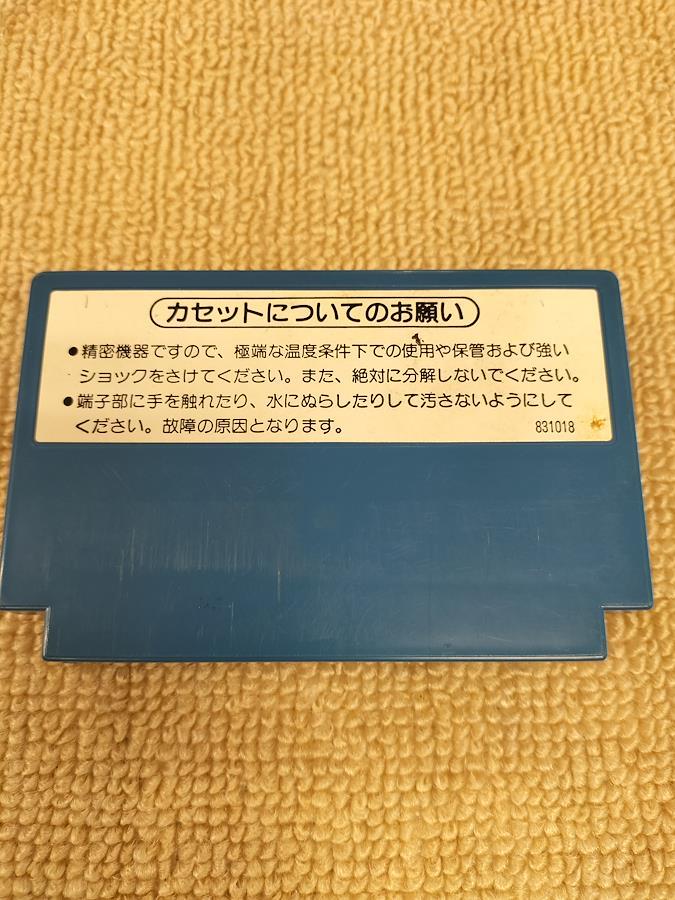 カセットについてのお願い
●精密機器ですので、極端な温度条件下での使用や保管および強い
ショックをさけてください。また、絶対に分解しないでください。
●端子部に手を触れたり、水にぬらしたりして汚さないようにして
ください。故障の原因となります。
831018